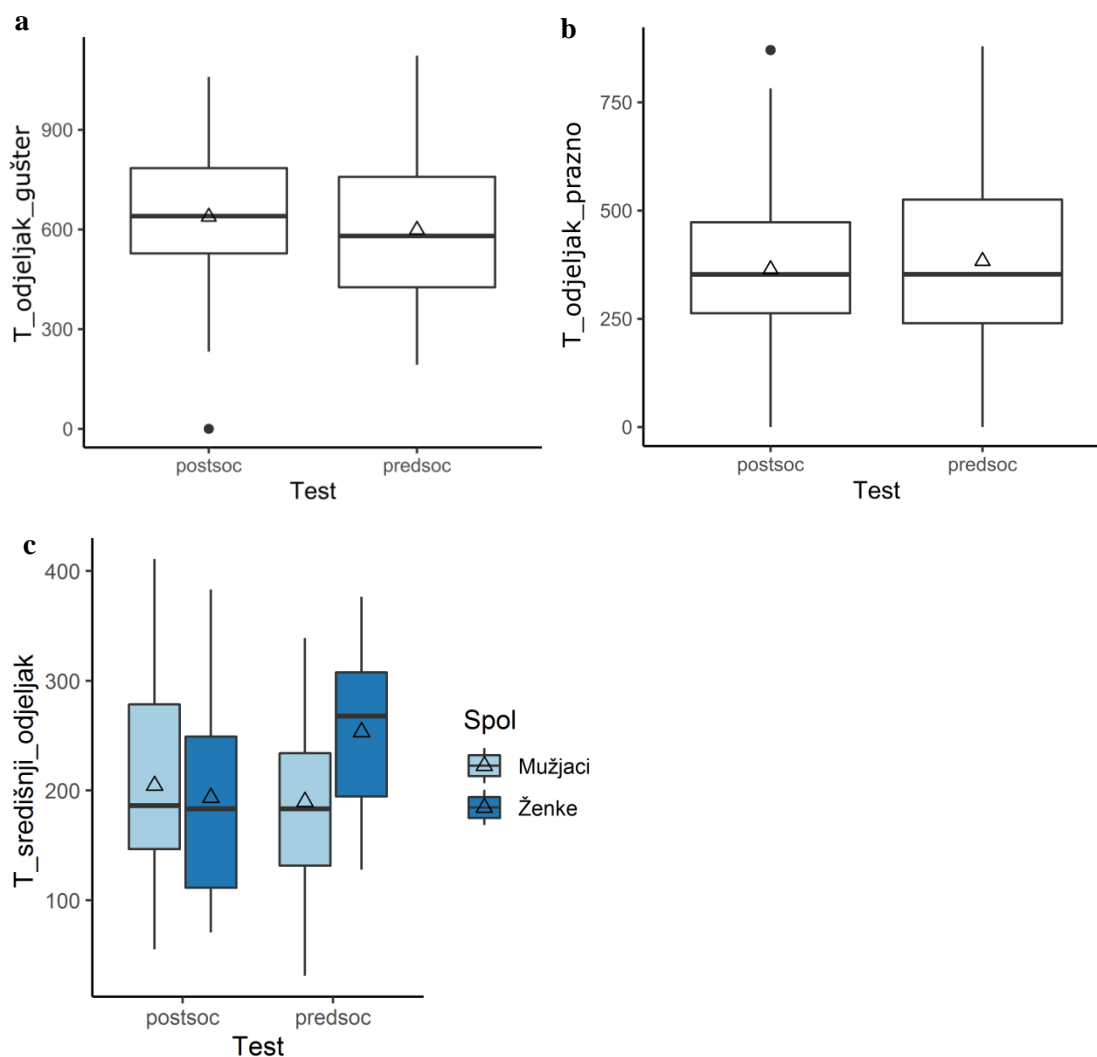 a
T_odjeljak_gušter
900
600
300
0
postsoc predsoc
Test
b
T_odjeljak_prazno
750
500
250
0
postsoc predsoc
Test
c
T_središnji_odjeljak
400
300
200
100
postsoc predsoc
Test
Spol
Mužjaci
Ženke